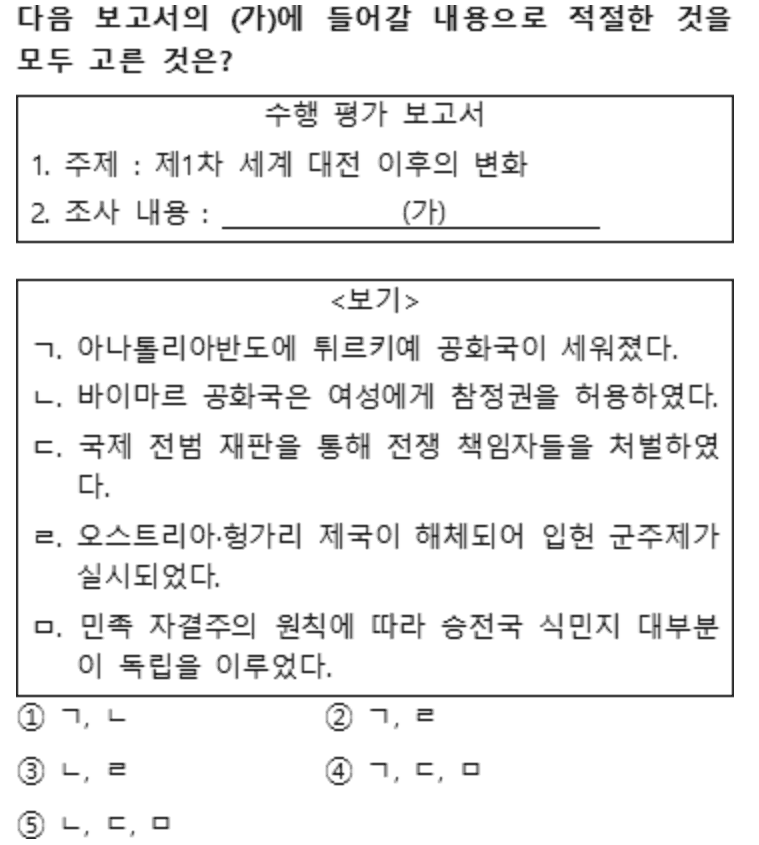 다음 보고서의 (가)에 들어갈 내용으로 적절한 것을
모두 고른 것은?
수행 평가 보고서
1. 주제 : 제1차 세계 대전 이후의 변화
2. 조사 내용 : (가)
<보기>
ㄱ. 아나톨리아반도에 튀르키예 공화국이 세워졌다.
ㄴ. 바이마르 공화국은 여성에게 참정권을 허용하였다.
ㄷ. 국제 전범 재판을 통해 전쟁 책임자들을 처벌하였
다.
ㄹ. 오스트리아·헝가리 제국이 해체되어 입헌 군주제가
실시되었다.
ㅁ. 민족 자결주의 원칙에 따라 승전국 식민지 대부분
이 독립을 이루었다.
① ㄱ, ㄴ ② ㄱ, ㄹ
③ ㄴ, ㄹ ④ ㄱ, ㄷ, ㅁ
⑤ ㄴ, ㄷ, ㅁ